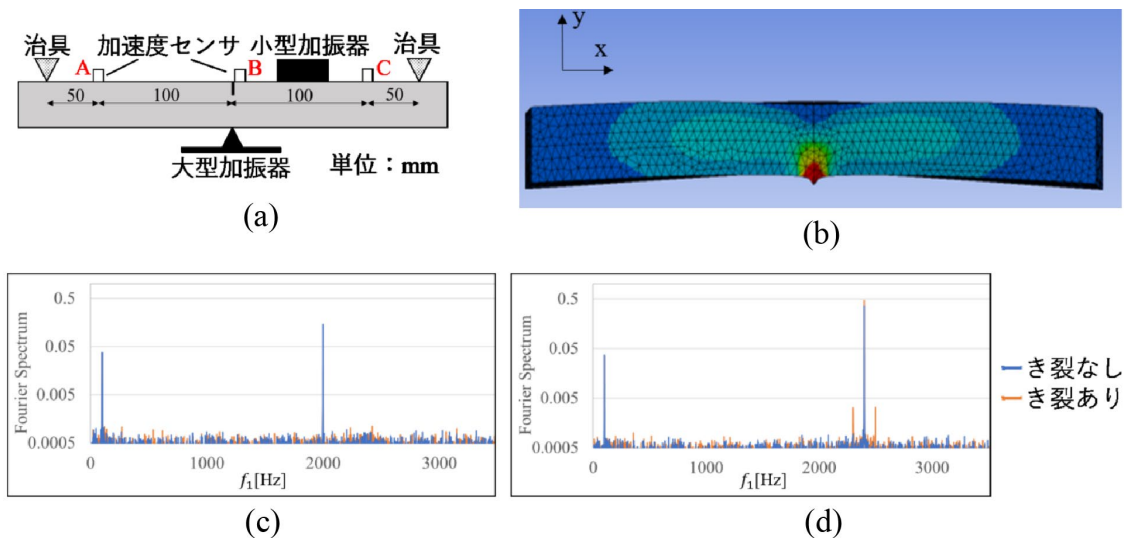 治具 加速度センサ 小型加振器 治具
A B C
50 100 100 50
大型加振器 単位：mm
(a)
y
x
(b)
Fourier Spectrum
0.5
0.05
0.005
0.0005
0 1000 2000 3000
f₁[Hz]
(c)
Fourier Spectrum
0.5
0.05
0.005
0.0005
0 1000 2000 3000
f₁[Hz]
(d)
き裂なし
き裂あり